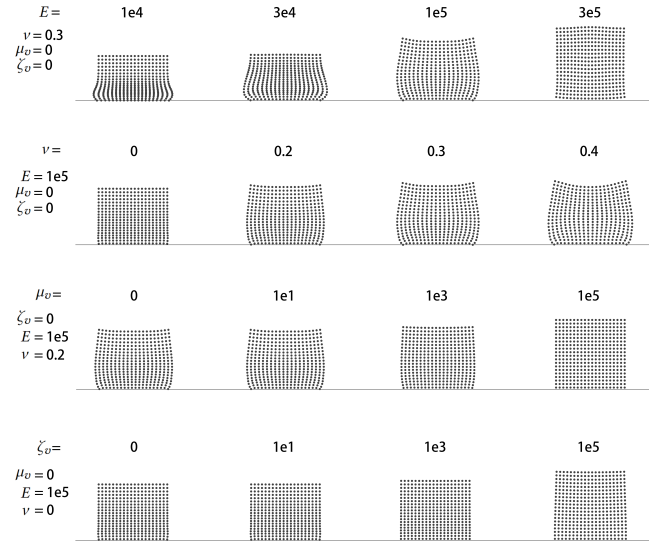 E = 1e4 3e4 1e5 3e5
ν = 0.3
μᵥ = 0
ζᵥ = 0
ν = 0 0.2 0.3 0.4
E = 1e5
μᵥ = 0
ζᵥ = 0
μᵥ = 0 1e1 1e3 1e5
ζᵥ = 0
E = 1e5
ν = 0.2
ζᵥ = 0 1e1 1e3 1e5
μᵥ = 0
E = 1e5
ν = 0